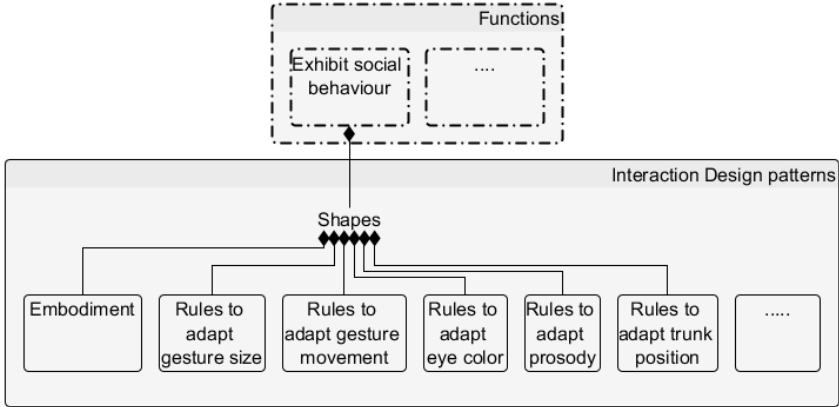 Functions
Exhibit social
behaviour
....
Interaction Design patterns
Shapes
Embodiment
Rules to
adapt
gesture size
Rules to
adapt gesture
movement
Rules to
adapt
eye color
Rules to
adapt
prosody
Rules to
adapt trunk
position
.....